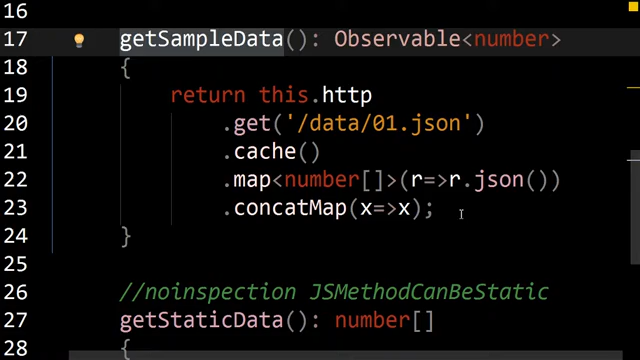 16
17 getSampleData(): Observable<number>
18 {
19 return this.http
20 .get('/data/01.json')
21 .cache()
22 .map<number[]>(r=>r.json())
23 .concatMap(x=>x);
24 }
25
26 //noinspection JSMethodCanBeStatic
27 getStaticData(): number[]
28 {